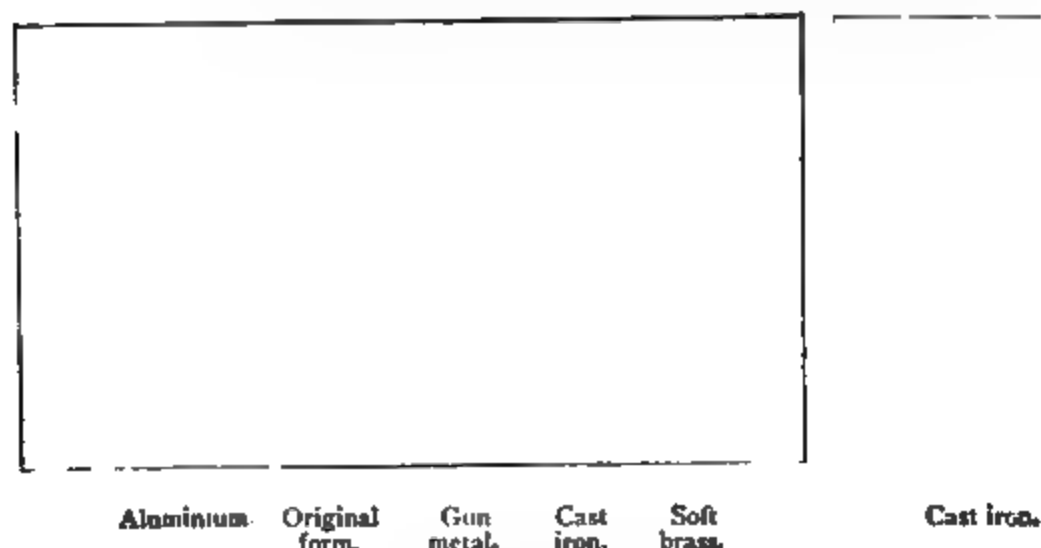 Aluminium. Original Gun Cast Soft Cast iron.
form. metal. iron. brass.